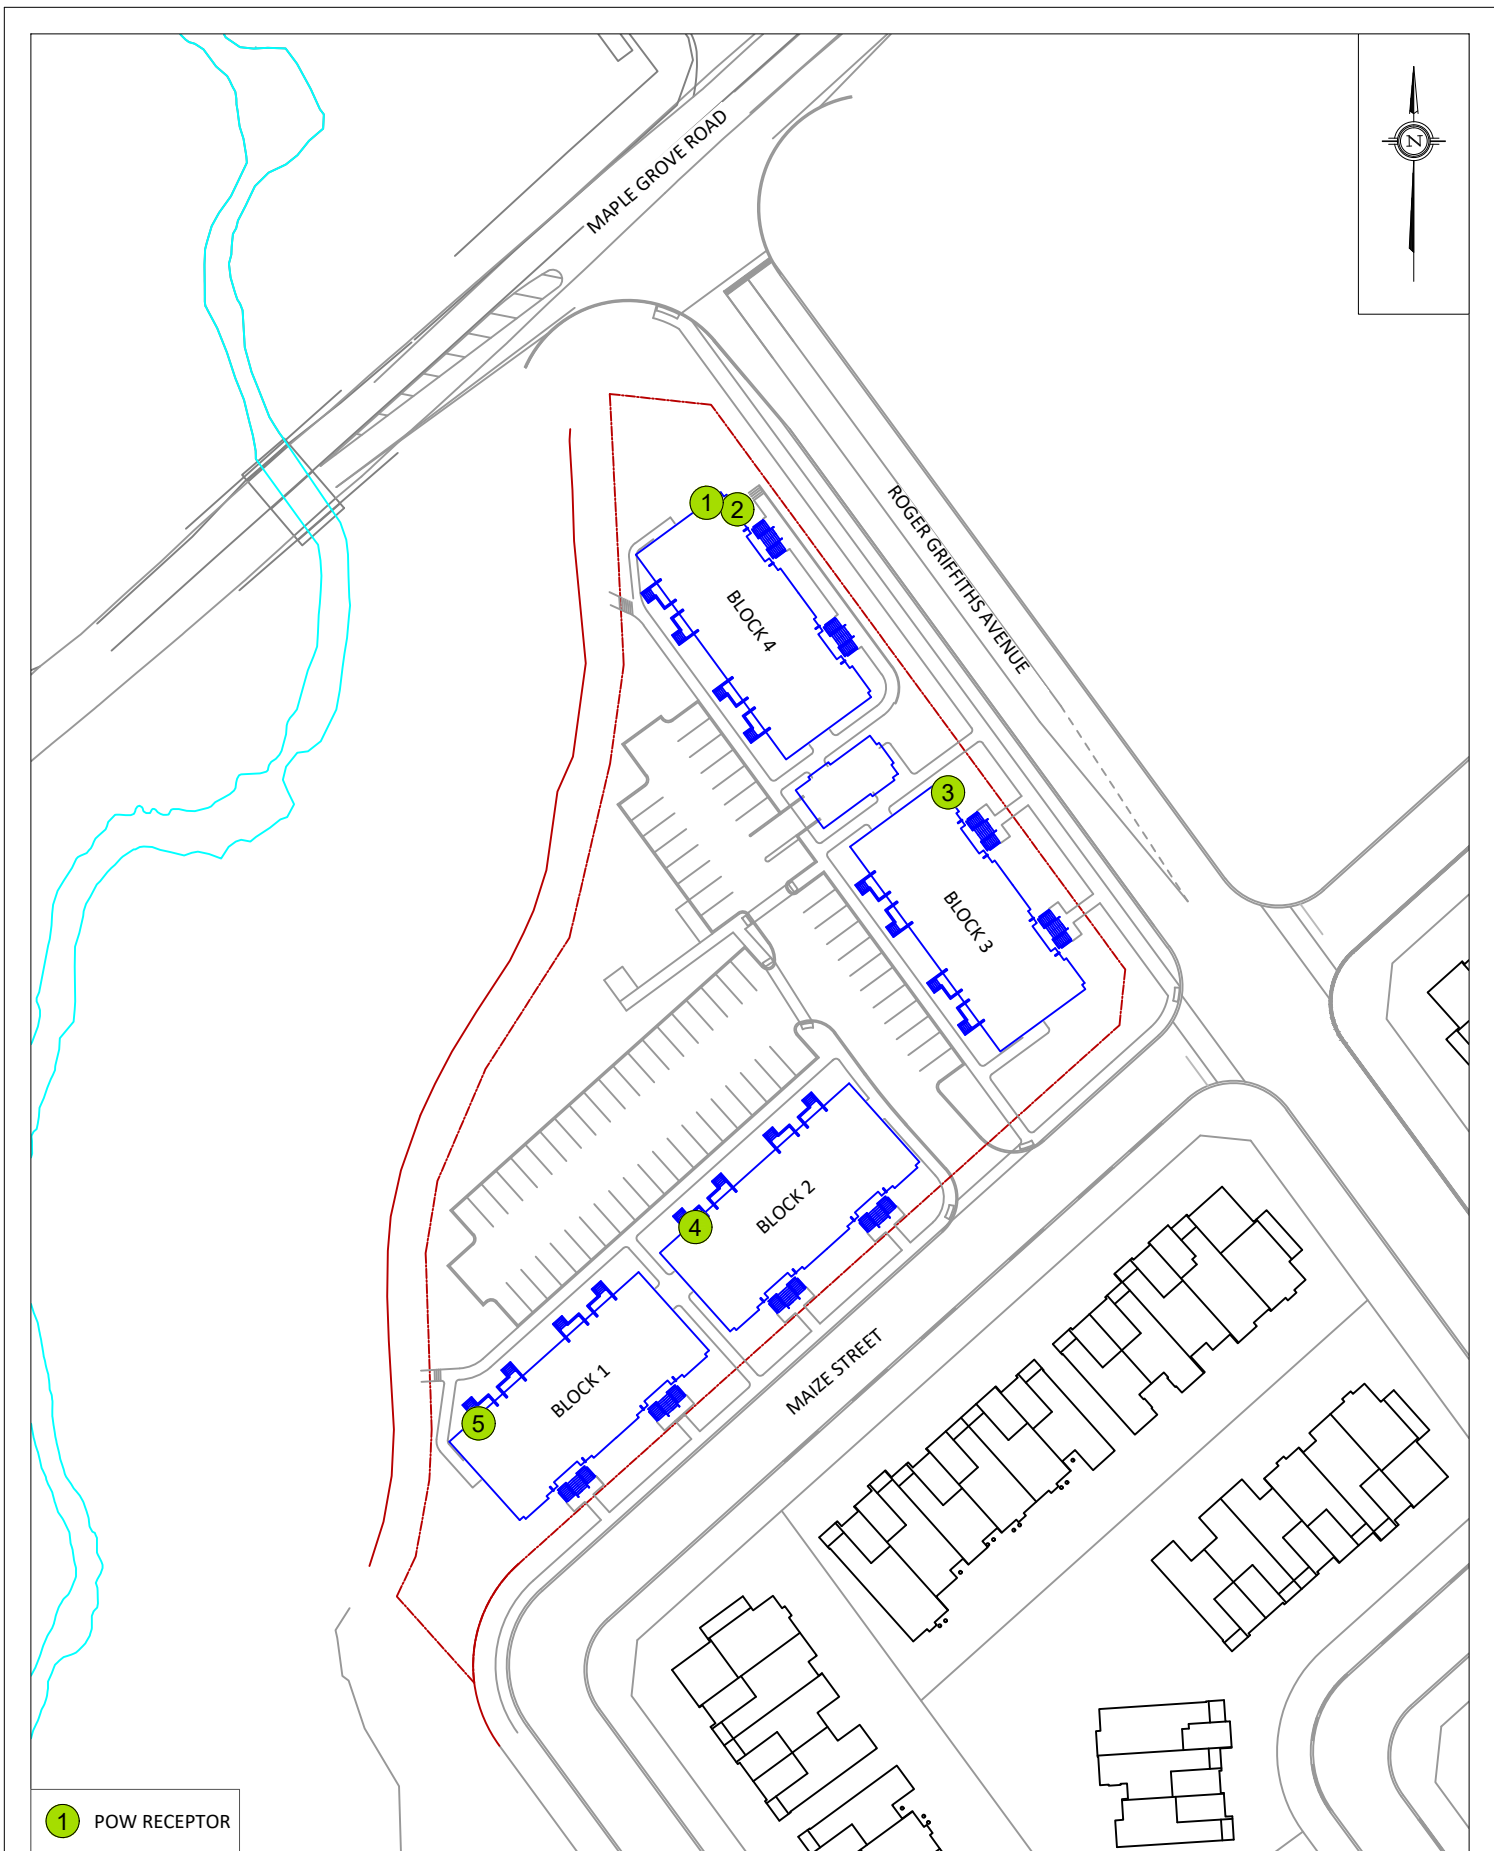 MAPLE GROVE ROAD
N
ROGER GRIFFITHS AVENUE
1
2
BLOCK 4
3
BLOCK 3
BLOCK 2
4
BLOCK 1
5
MAIZE STREET
1 POW RECEPTOR